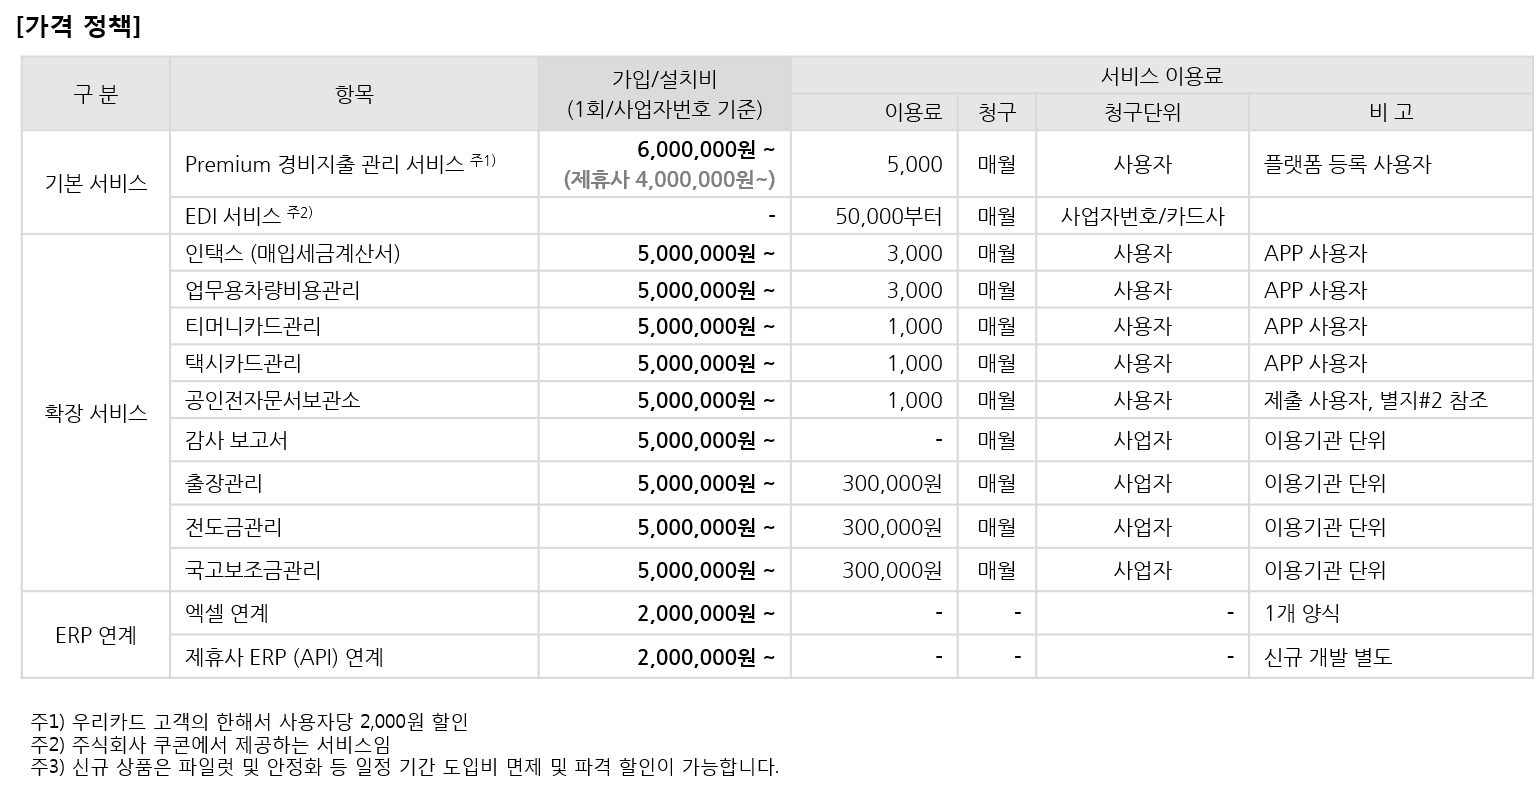 [가격 정책]
구 분 항목 가입/설치비 (1회/사업자번호 기준) 서비스 이용료
이용료 청구 청구단위 비 고
기본 서비스
Premium 경비지출 관리 서비스 주1) 6,000,000원 ~ (제휴사 4,000,000원~) 5,000 매월 사용자 플랫폼 등록 사용자
EDI 서비스 주2) - 50,000부터 매월 사업자번호/카드사
확장 서비스
인택스 (매입세금계산서) 5,000,000원 ~ 3,000 매월 사용자 APP 사용자
업무용차량비용관리 5,000,000원 ~ 3,000 매월 사용자 APP 사용자
티머니카드관리 5,000,000원 ~ 1,000 매월 사용자 APP 사용자
택시카드관리 5,000,000원 ~ 1,000 매월 사용자 APP 사용자
공인전자문서보관소 5,000,000원 ~ 1,000 매월 사용자 제출 사용자, 별지#2 참조
감사 보고서 5,000,000원 ~ - 매월 사업자 이용기관 단위
출장관리 5,000,000원 ~ 300,000원 매월 사업자 이용기관 단위
전도금관리 5,000,000원 ~ 300,000원 매월 사업자 이용기관 단위
국고보조금관리 5,000,000원 ~ 300,000원 매월 사업자 이용기관 단위
ERP 연계
엑셀 연계 2,000,000원 ~ - - - 1개 양식
제휴사 ERP (API) 연계 2,000,000원 ~ - - - 신규 개발 별도
주1) 우리카드 고객의 한해서 사용자당 2,000원 할인
주2) 주식회사 쿠콘에서 제공하는 서비스임
주3) 신규 상품은 파일럿 및 안정화 등 일정 기간 도입비 면제 및 파격 할인이 가능합니다.